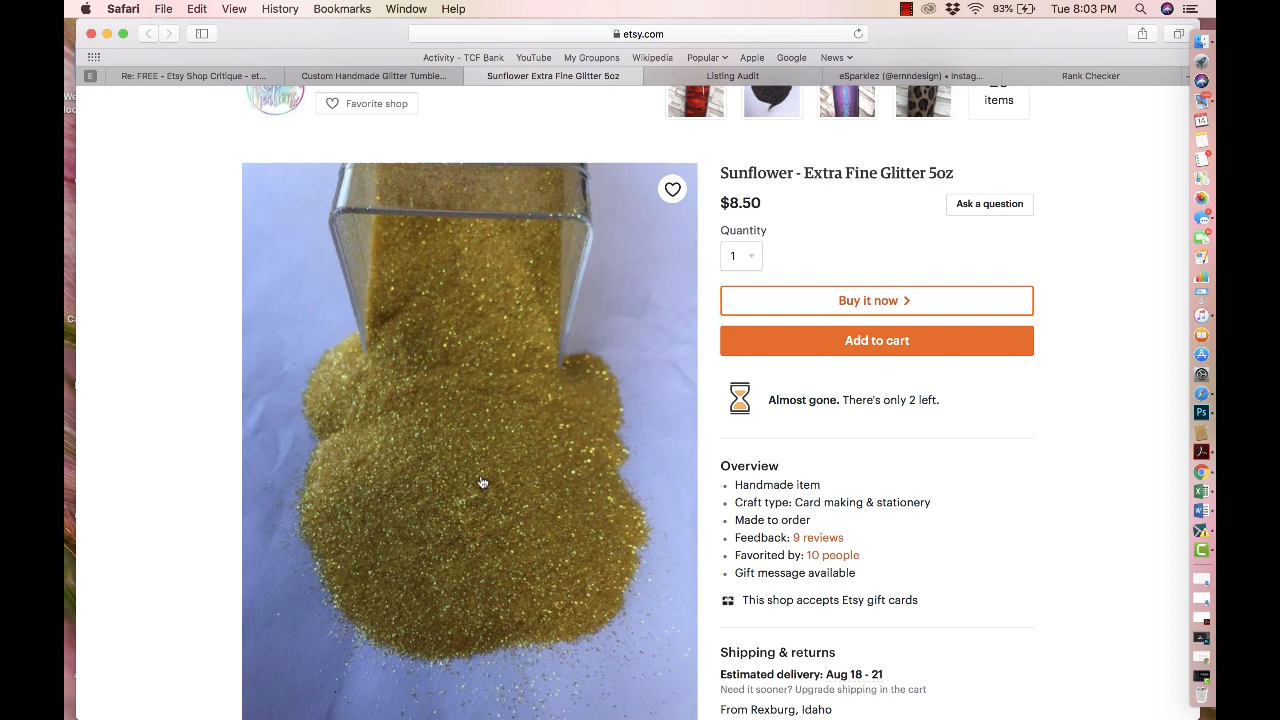 Safari File Edit View History Bookmarks Window Help 99% Tue 8:03 PM
etsy.com
Activity - TCF Bank YouTube My Groups Wikipedia Popular Apple Google News
E Re: FREE - Etsy Shop Critique - et... Custom Handmade Glitter Tumble... Sunflower Extra Fine Glitter 5oz Listing Audit eSparklez (@erndesign) • Instag... Rank Checker
Favorite shop
items
Sunflower - Extra Fine Glitter 5oz
$8.50
Ask a question
Quantity
1
Buy it now
Add to cart
Almost gone. There's only 2 left.
Overview
Handmade item
Craft type: Card making & stationery
Made to order
Feedback: 9 reviews
Favorited by: 10 people
Gift message available
This shop accepts Etsy gift cards
Shipping & returns
Estimated delivery: Aug 18 - 21
Need it sooner? Upgrade shipping in the cart
From Rexburg, Idaho